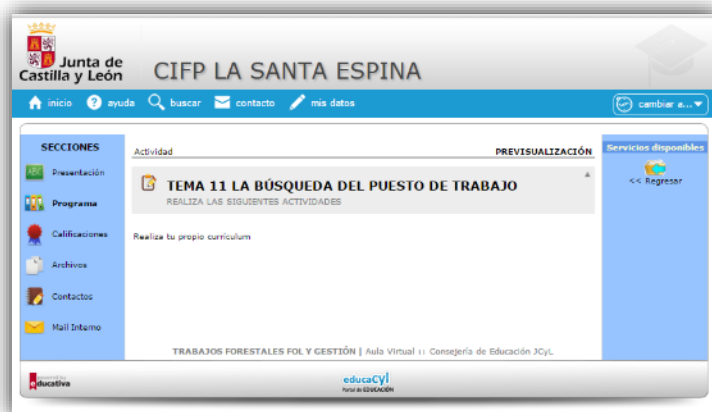 Junta de
Castilla y León
CIFP LA SANTA ESPINA
inicio ayuda buscar contacto mis datos cambiar a...
SECCIONES
Presentación
Programa
Calificaciones
Archivos
Contactos
Mail Interno
Actividad PREVISUALIZACIÓN
TEMA 11 LA BÚSQUEDA DEL PUESTO DE TRABAJO
REALIZA LAS SIGUIENTES ACTIVIDADES
Realiza tu propio curriculum
Servicios disponibles
<< Regresar
TRABAJOS FORESTALES FOL Y GESTIÓN | Aula Virtual :: Consejería de Educación JCyL
educativa
educaCyl
Portal de EDUCACIÓN